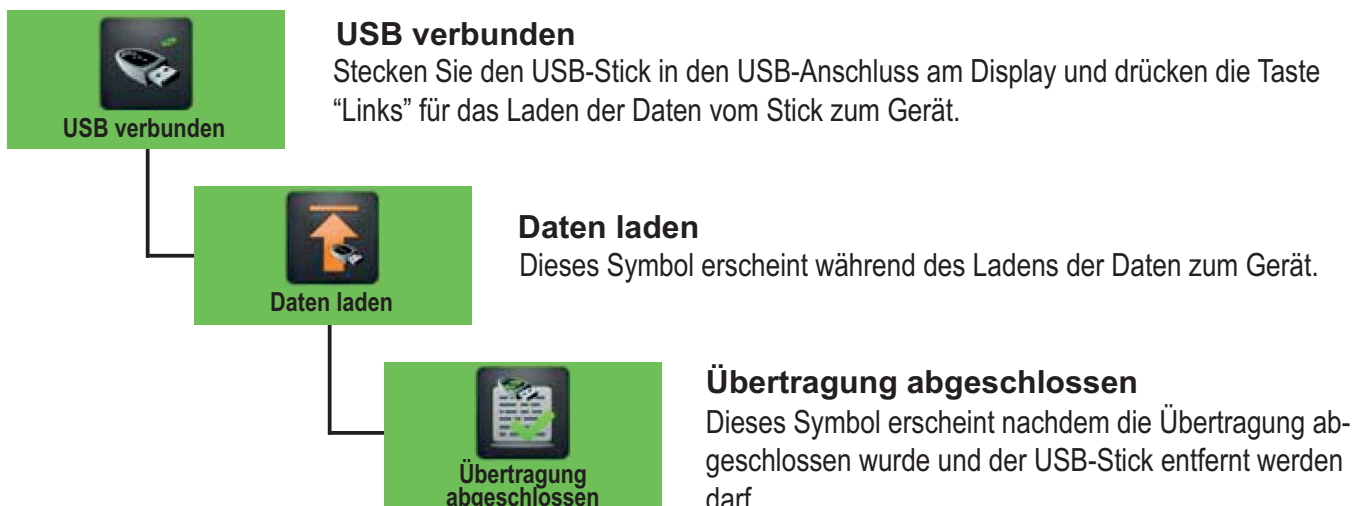 USB verbunden
USB verbunden
Stecken Sie den USB-Stick in den USB-Anschluss am Display und drücken die Taste
“Links” für das Laden der Daten vom Stick zum Gerät.
Daten laden
Daten laden
Dieses Symbol erscheint während des Ladens der Daten zum Gerät.
Übertragung
abgeschlossen
Übertragung abgeschlossen
Dieses Symbol erscheint nachdem die Übertragung ab-
geschlossen wurde und der USB-Stick entfernt werden
darf